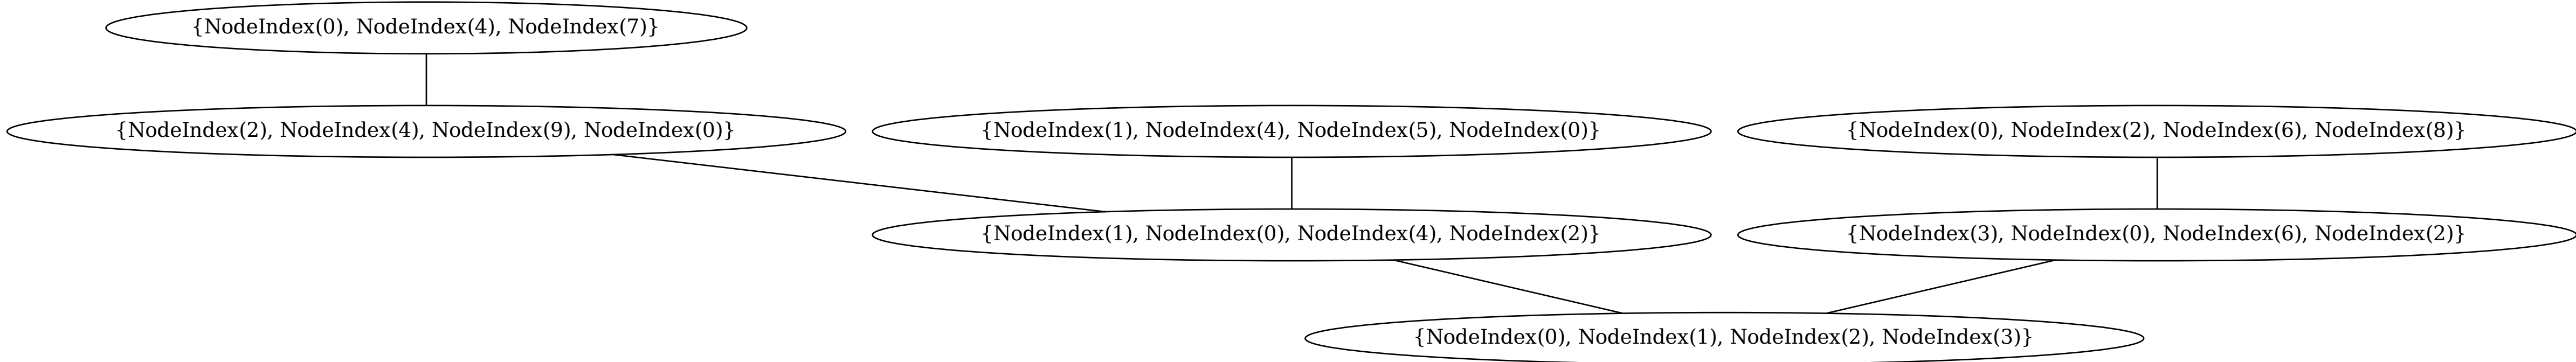 {NodeIndex(0), NodeIndex(4), NodeIndex(7)}
{NodeIndex(2), NodeIndex(4), NodeIndex(9), NodeIndex(0)}
{NodeIndex(1), NodeIndex(4), NodeIndex(5), NodeIndex(0)}
{NodeIndex(0), NodeIndex(2), NodeIndex(6), NodeIndex(8)}
{NodeIndex(1), NodeIndex(0), NodeIndex(4), NodeIndex(2)}
{NodeIndex(3), NodeIndex(0), NodeIndex(6), NodeIndex(2)}
{NodeIndex(0), NodeIndex(1), NodeIndex(2), NodeIndex(3)}